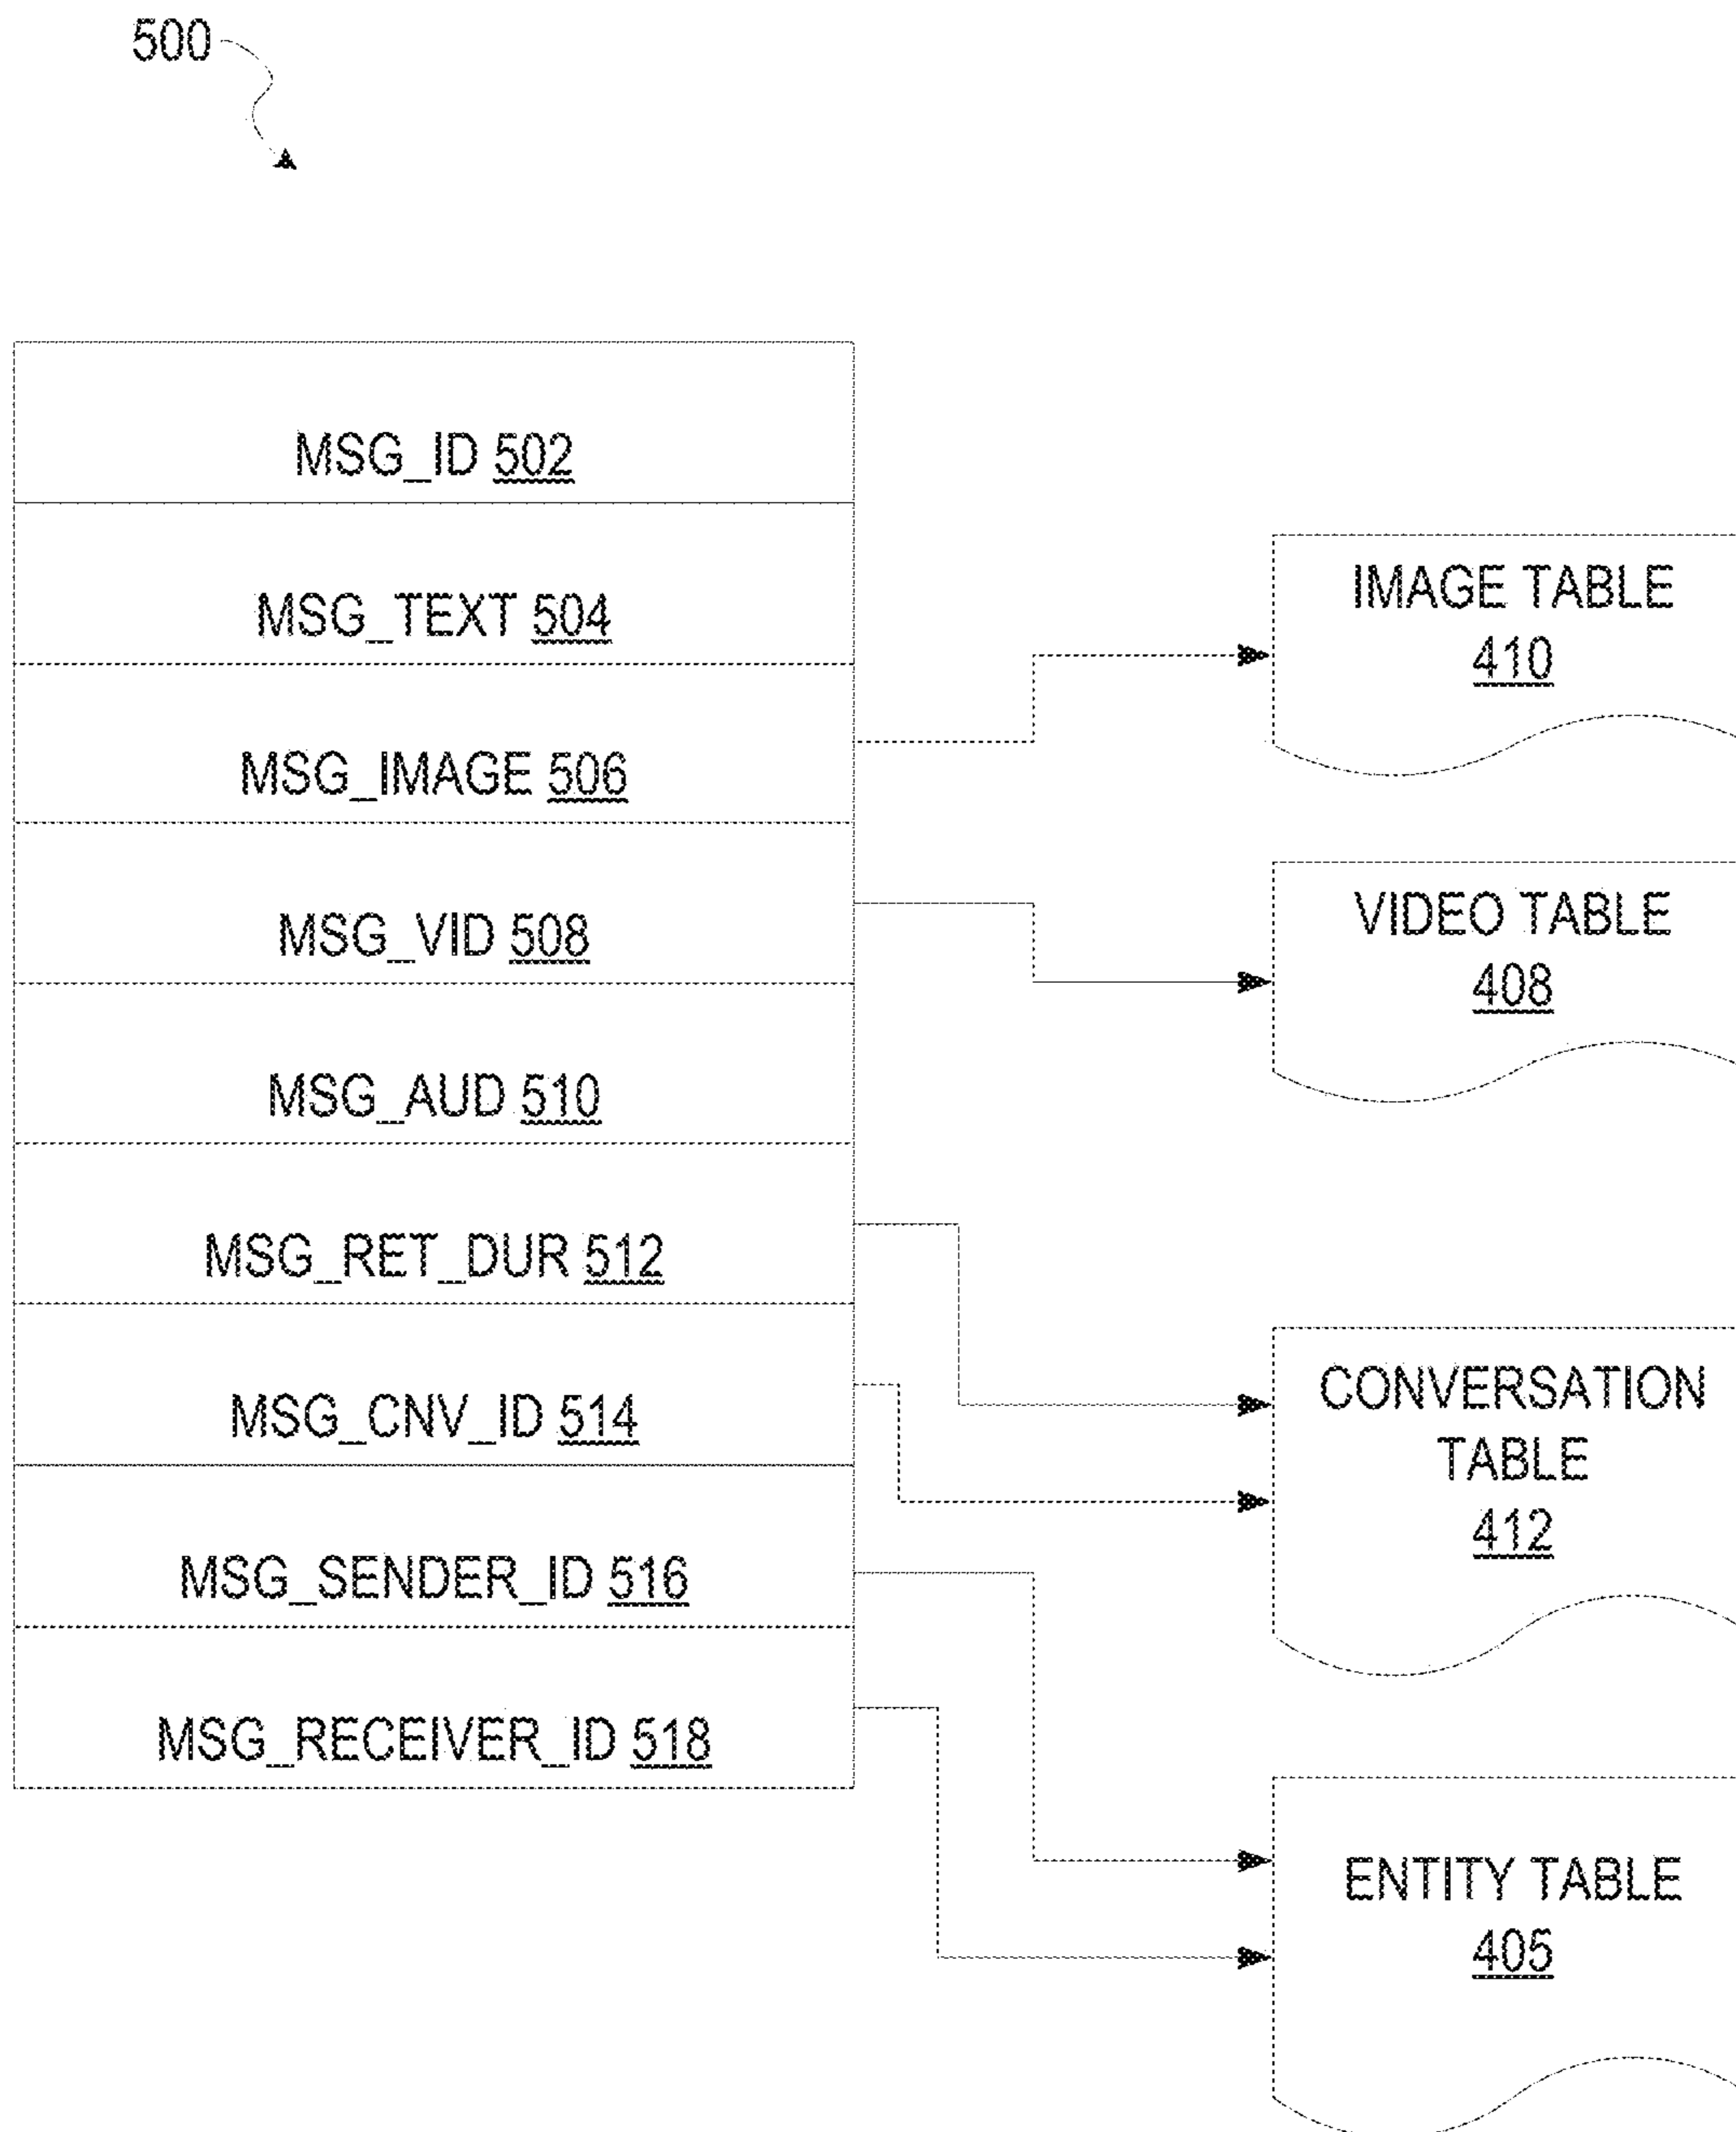 500
MSG_ID 502
MSG_TEXT 504
MSG_IMAGE 506
MSG_VID 508
MSG_AUD 510
MSG_RET_DUR 512
MSG_CNV_ID 514
MSG_SENDER_ID 516
MSG_RECEIVER_ID 518
IMAGE TABLE
410
VIDEO TABLE
408
CONVERSATION
TABLE
412
ENTITY TABLE
405